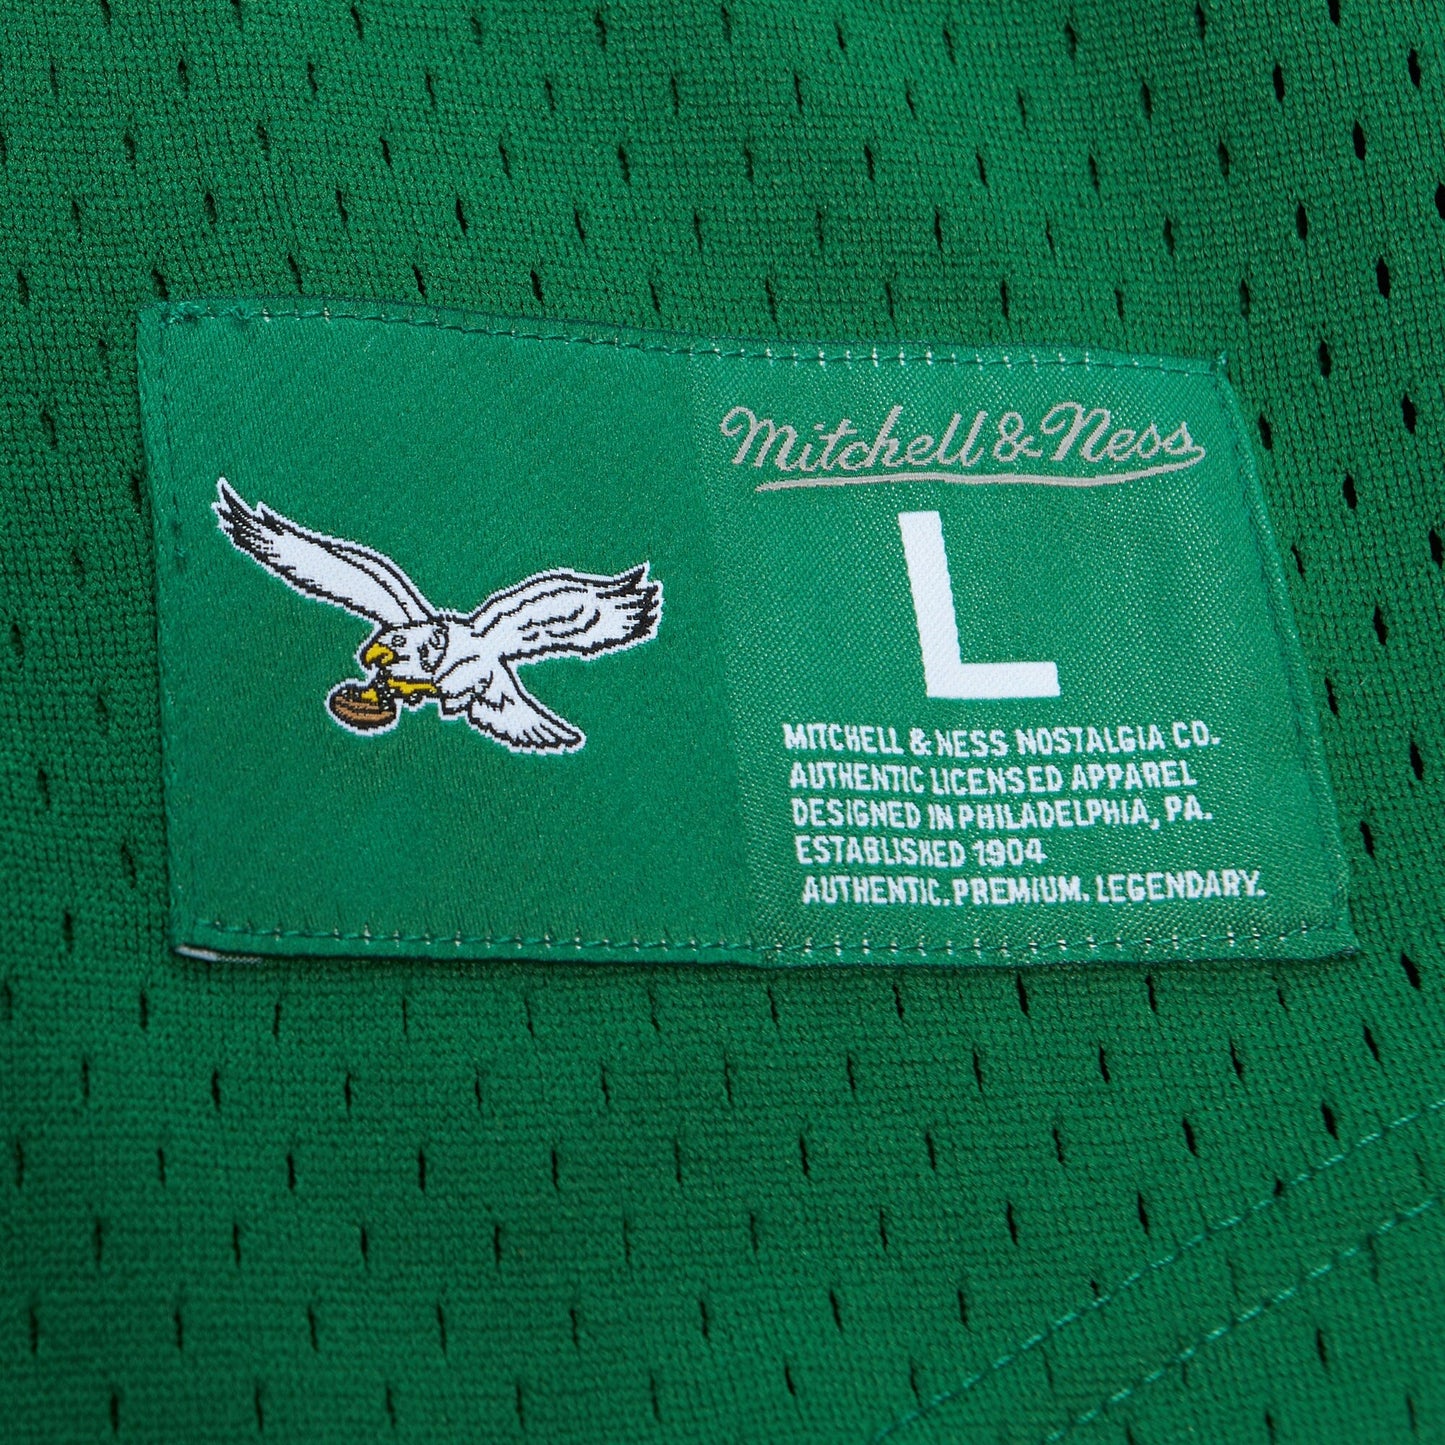 Mitchell & Ness
L
MITCHELL & NESS NOSTALGIA CO.
AUTHENTIC LICENSED APPAREL
DESIGNED IN PHILADELPHIA, PA.
ESTABLISHED 1904
AUTHENTIC. PREMIUM. LEGENDARY.